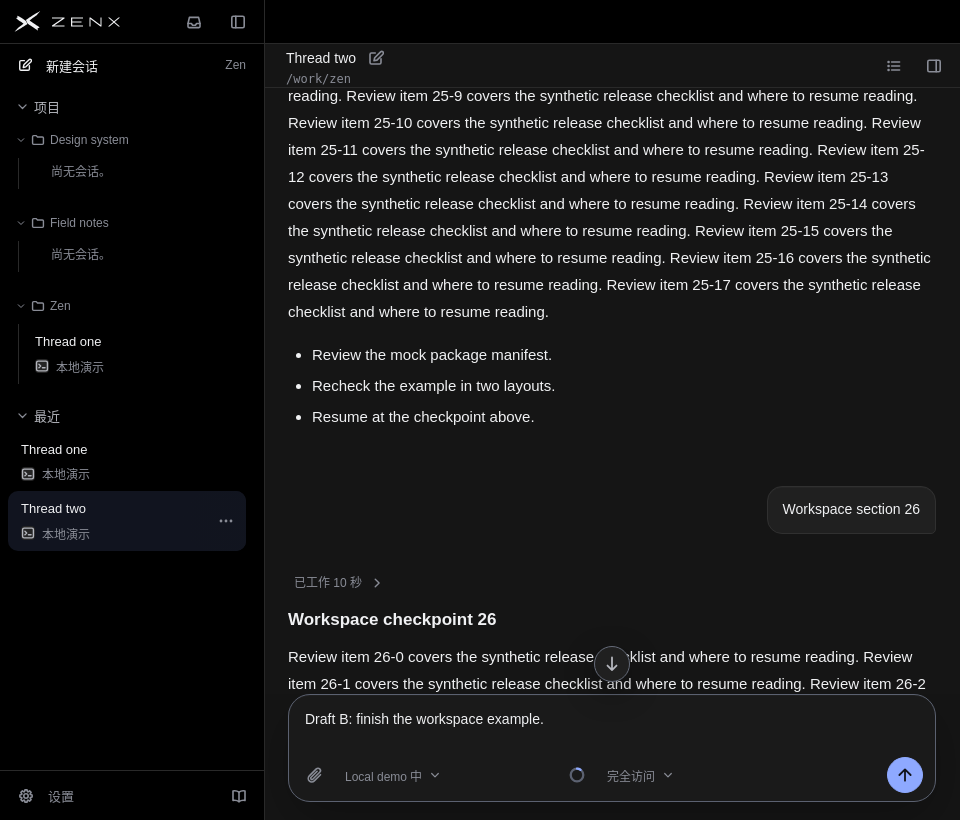 ZENX
新建会话
Zen
项目
Design system
尚无会话。
Field notes
尚无会话。
Zen
Thread one
本地演示
最近
Thread one
本地演示
Thread two
本地演示
设置
Thread two
/work/zen
reading. Review item 25-9 covers the synthetic release checklist and where to resume reading.
Review item 25-10 covers the synthetic release checklist and where to resume reading. Review
item 25-11 covers the synthetic release checklist and where to resume reading. Review item 25-
12 covers the synthetic release checklist and where to resume reading. Review item 25-13
covers the synthetic release checklist and where to resume reading. Review item 25-14 covers
the synthetic release checklist and where to resume reading. Review item 25-15 covers the
synthetic release checklist and where to resume reading. Review item 25-16 covers the synthetic
release checklist and where to resume reading. Review item 25-17 covers the synthetic release
checklist and where to resume reading.
Review the mock package manifest.
Recheck the example in two layouts.
Resume at the checkpoint above.
Workspace section 26
已工作 10 秒
Workspace checkpoint 26
Review item 26-0 covers the synthetic release klist and where to resume reading. Review
item 26-1 covers the synthetic release checklist and where to resume reading. Review item 26-2
Draft B: finish the workspace example.
Local demo 中
完全访问